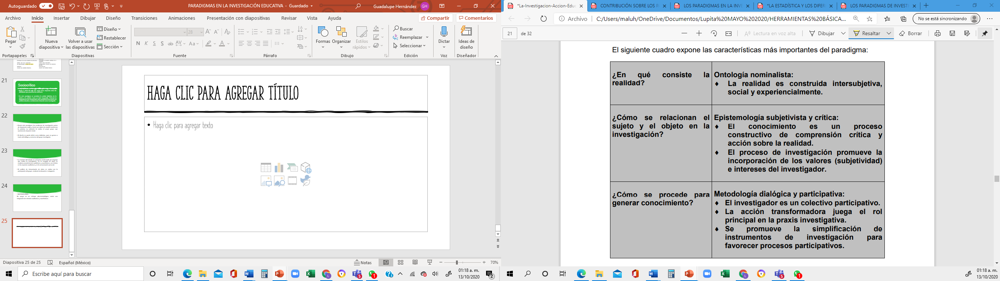 Autoguardado
PARADIGMAS EN LA INVESTIGACIÓN EDUCATIVA - Guardado
Guadalupe Hernández
GH
Archivo Inicio Insertar Dibujar Diseño Transiciones Animaciones Presentación con diapositivas Revisar Vista Ayuda
Compartir Comentarios
Pegar
Nueva diapositiva
Volver a usar las diapositivas
Diseño
Restablecer
Sección
28
N K S S ab AV Aa A
Formas Organizar Estilos rápidos
Buscar
Reemplazar
Seleccionar
Dictar
Ideas de diseño
Portapapeles Diapositivas Fuente Párrafo Dibujo Edición Voz Diseñador
21
Sociocrítico
22
23
24
25
HAGA CLIC PARA AGREGAR TÍTULO
• Haga clic para agregar texto
Diapositiva 25 de 25 Español (México) Notas 70%
Escribe aquí para buscar
01:18 a. m.
13/10/2020
*La-Investigacion-Accion-Educ
CONTRIBUCIÓN SOBRE LOS P
LOS PARADIGMAS EN LA INVE
*LA ESTADÍSTICA Y LOS DIFER
LOS PARADIGMAS DE INVEST
Archivo | C:/Users/maluh/OneDrive/Documentos/Lupita%20MAYO%202020/HERRAMIENTAS%20BÁSICA...
No se está sincronizando
21 de 32
Lectura en voz alta Dibujar Resaltar Borrar
El siguiente cuadro expone las características más importantes del paradigma:
¿En qué consiste la
realidad?
Ontología nominalista:
♦ La realidad es construida intersubjetiva,
social y experiencialmente.
¿Cómo se relacionan el
sujeto y el objeto en la
investigación?
Epistemología subjetivista y crítica:
♦ El conocimiento es un proceso
constructivo de comprensión crítica y
acción sobre la realidad.
♦ El proceso de investigación promueve la
incorporación de los valores (subjetividad)
e intereses del investigador.
¿Cómo se procede para
generar conocimiento?
Metodología dialógica y participativa:
♦ El investigador es un colectivo participativo.
♦ La acción transformadora juega el rol
principal en la praxis investigativa.
♦ Se promueve la simplificación de
instrumentos de investigación para
favorecer procesos participativos.
01:18 a. m.
13/10/2020